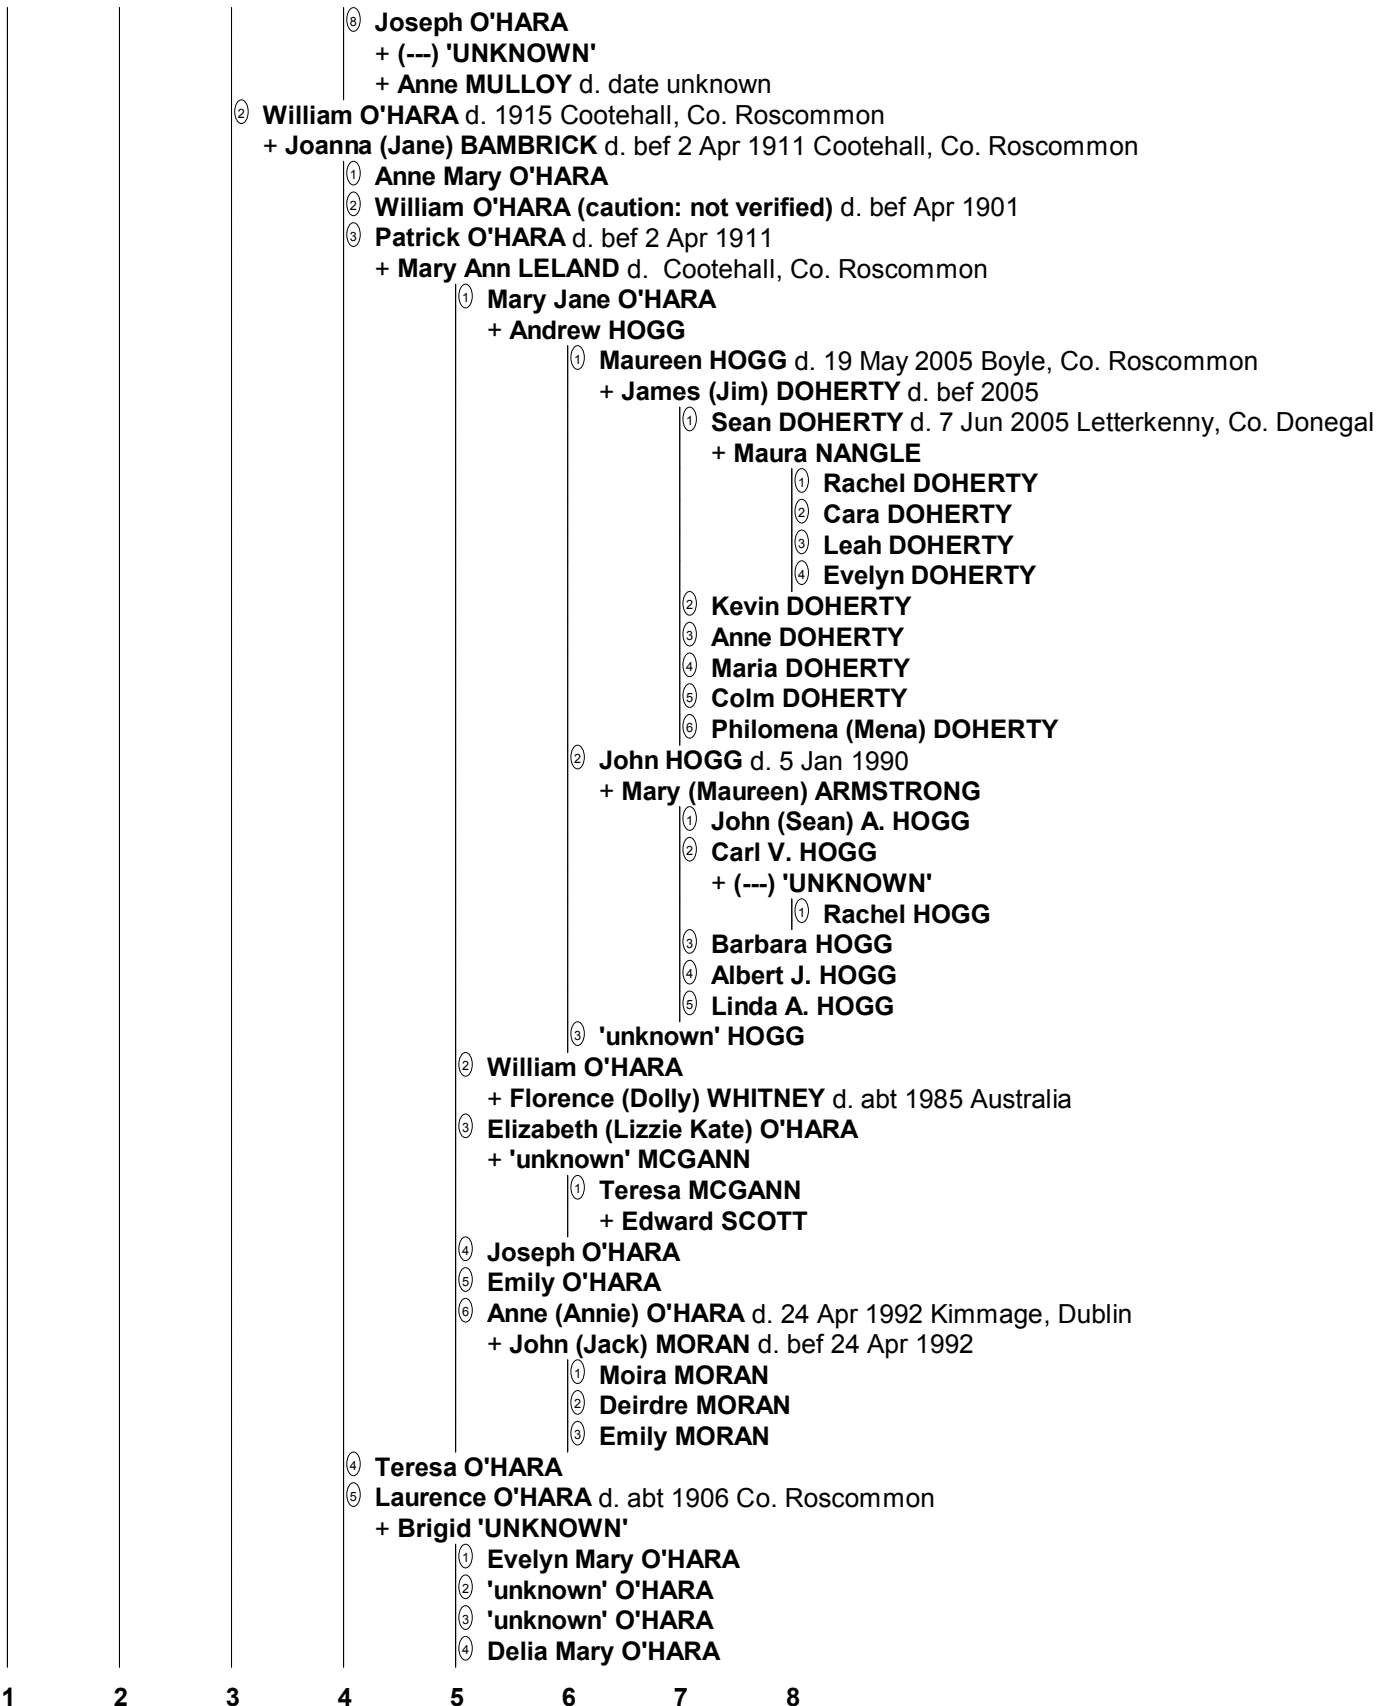 ⑧ Joseph O'HARA
+ (---) 'UNKNOWN'
+ Anne MULLOY d. date unknown
② William O'HARA d. 1915 Cootehall, Co. Roscommon
+ Joanna (Jane) BAMBRICK d. bef 2 Apr 1911 Cootehall, Co. Roscommon
① Anne Mary O'HARA
② William O'HARA (caution: not verified) d. bef Apr 1901
③ Patrick O'HARA d. bef 2 Apr 1911
+ Mary Ann LELAND d. Cootehall, Co. Roscommon
① Mary Jane O'HARA
+ Andrew HOGG
① Maureen HOGG d. 19 May 2005 Boyle, Co. Roscommon
+ James (Jim) DOHERTY d. bef 2005
① Sean DOHERTY d. 7 Jun 2005 Letterkenny, Co. Donegal
+ Maura NANGLE
① Rachel DOHERTY
② Cara DOHERTY
③ Leah DOHERTY
④ Evelyn DOHERTY
② Kevin DOHERTY
③ Anne DOHERTY
④ Maria DOHERTY
⑤ Colm DOHERTY
⑥ Philomena (Mena) DOHERTY
② John HOGG d. 5 Jan 1990
+ Mary (Maureen) ARMSTRONG
① John (Sean) A. HOGG
② Carl V. HOGG
+ (---) 'UNKNOWN'
① Rachel HOGG
③ Barbara HOGG
④ Albert J. HOGG
⑤ Linda A. HOGG
③ 'unknown' HOGG
② William O'HARA
+ Florence (Dolly) WHITNEY d. abt 1985 Australia
③ Elizabeth (Lizzie Kate) O'HARA
+ 'unknown' MCGANN
① Teresa MCGANN
+ Edward SCOTT
④ Joseph O'HARA
⑤ Emily O'HARA
⑥ Anne (Annie) O'HARA d. 24 Apr 1992 Kimmage, Dublin
+ John (Jack) MORAN d. bef 24 Apr 1992
① Moira MORAN
② Deirdre MORAN
③ Emily MORAN
④ Teresa O'HARA
⑤ Laurence O'HARA d. abt 1906 Co. Roscommon
+ Brigid 'UNKNOWN'
① Evelyn Mary O'HARA
② 'unknown' O'HARA
③ 'unknown' O'HARA
④ Delia Mary O'HARA
1 2 3 4 5 6 7 8